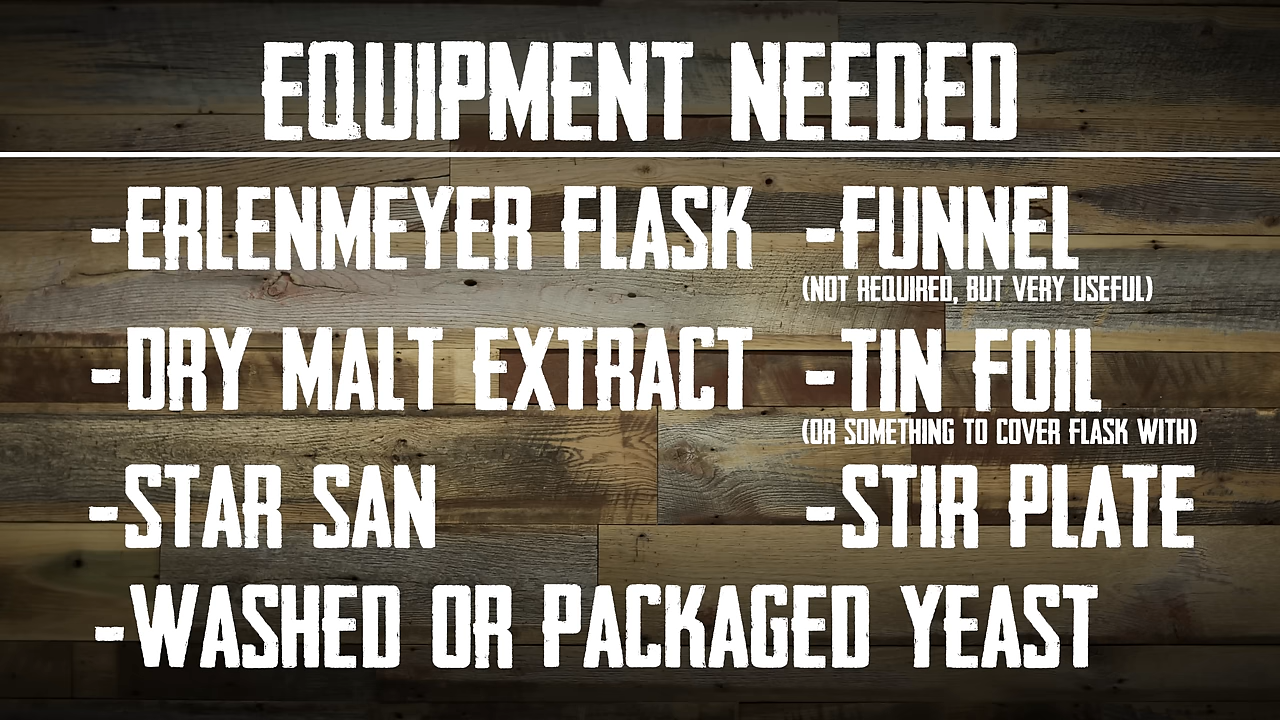 EQUIPMENT NEEDED
-ERLENMEYER FLASK
-FUNNEL
(NOT REQUIRED, BUT VERY USEFUL)
-DRY MALT EXTRACT
-TIN FOIL
(OR SOMETHING TO COVER FLASK WITH)
-STAR SAN
-STIR PLATE
-WASHED OR PACKAGED YEAST